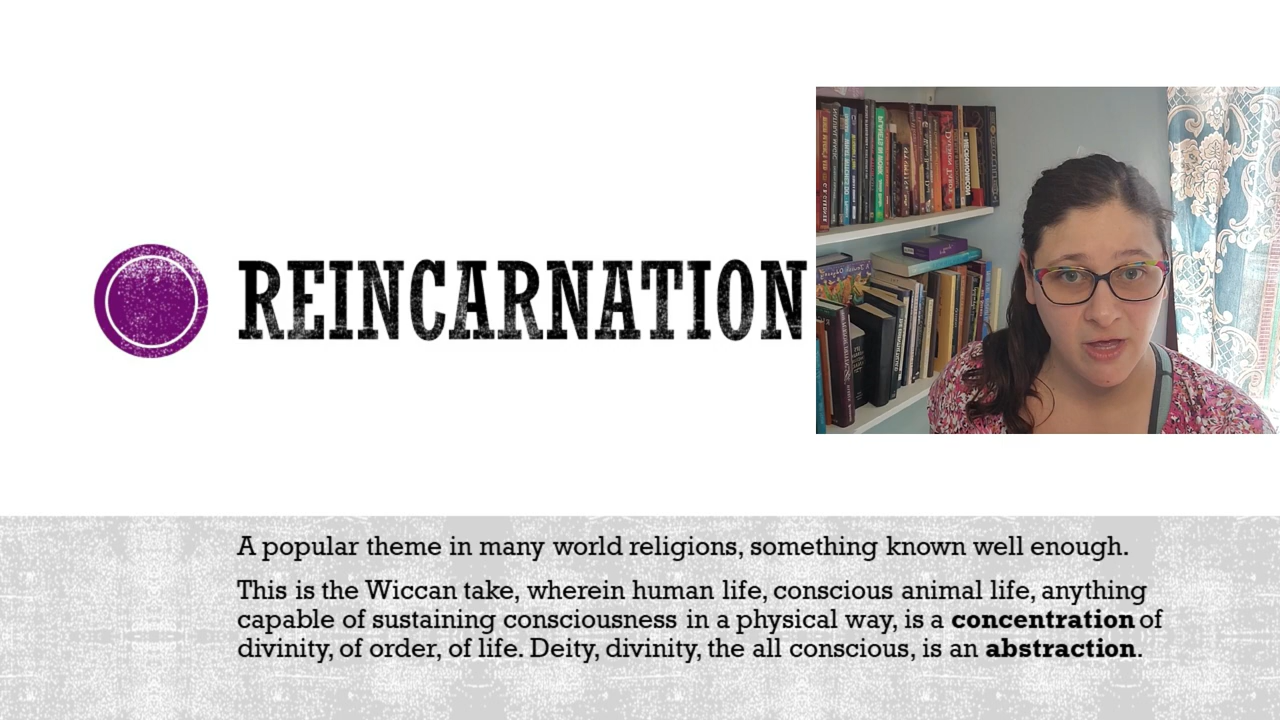 REINCARNATION
A popular theme in many world religions, something known well enough.
This is the Wiccan take, wherein human life, conscious animal life, anything
capable of sustaining consciousness in a physical way, is a concentration of
divinity, of order, of life. Deity, divinity, the all conscious, is an abstraction.